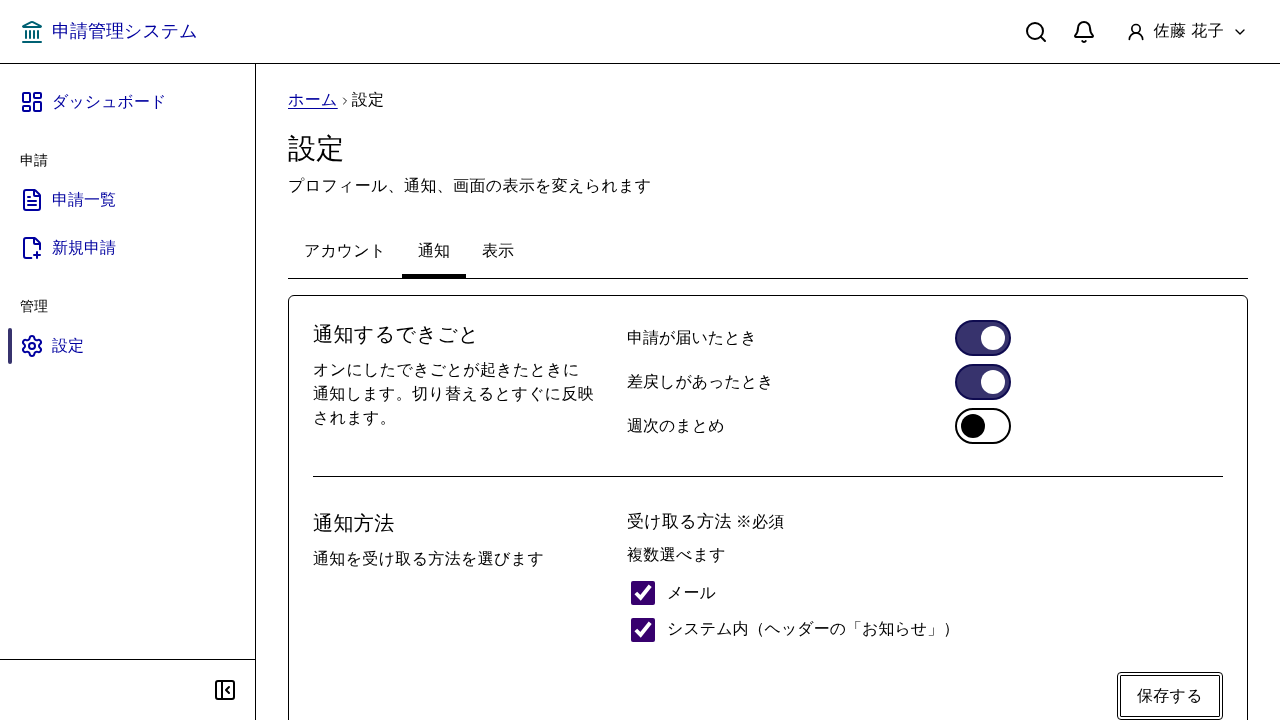 申請管理システム
佐藤 花子
ダッシュボード
申請
申請一覧
新規申請
管理
設定
ホーム › 設定
設定
プロフィール、通知、画面の表示を変えられます
アカウント
通知
表示
通知するできごと
オンにしたできごとが起きたときに
通知します。切り替えるとすぐに反映
されます。
申請が届いたとき
差戻しがあったとき
週次のまとめ
通知方法
通知を受け取る方法を選びます
受け取る方法 ※必須
複数選べます
メール
システム内（ヘッダーの「お知らせ」）
保存する